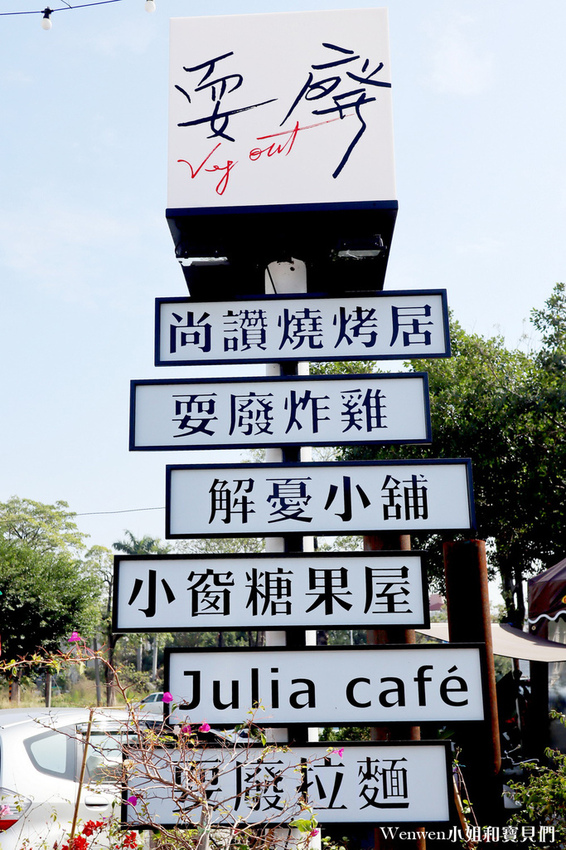 耍廢
Veg out
尚讚燒烤居
耍廢炸雞
解憂小舖
小窗糖果屋
Julia café
耍廢拉麵
Wenwen小姐和寶貝們